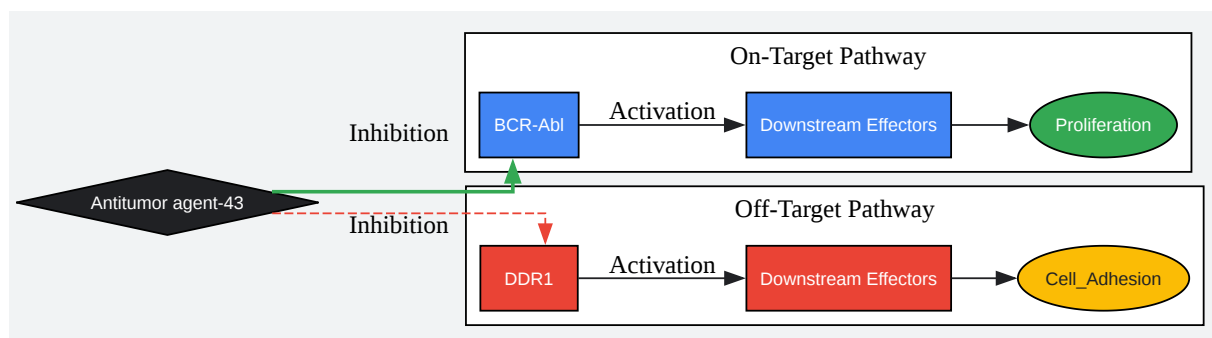 On-Target Pathway
BCR-Abl
Activation
Downstream Effectors
Proliferation
Inhibition
Antitumor agent-43
Inhibition
Off-Target Pathway
DDR1
Activation
Downstream Effectors
Cell_Adhesion